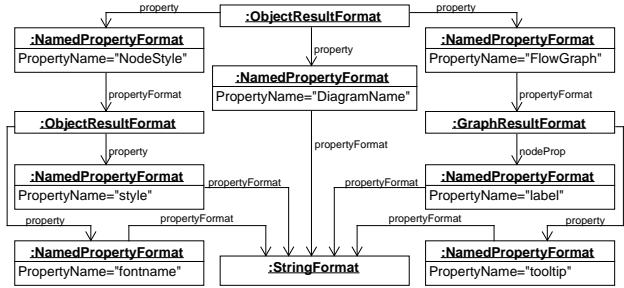 property
:ObjectResultFormat
property
:NamedPropertyFormat
PropertyName="NodeStyle"
property
:NamedPropertyFormat
PropertyName="FlowGraph"
:NamedPropertyFormat
PropertyName="DiagramName"
propertyFormat
propertyFormat
:ObjectResultFormat
:GraphResultFormat
propertyFormat
property
nodeProp
:NamedPropertyFormat
PropertyName="style"
propertyFormat
propertyFormat
:NamedPropertyFormat
PropertyName="label"
property
propertyFormat
propertyFormat
property
:NamedPropertyFormat
PropertyName="fontname"
:StringFormat
:NamedPropertyFormat
PropertyName="tooltip"